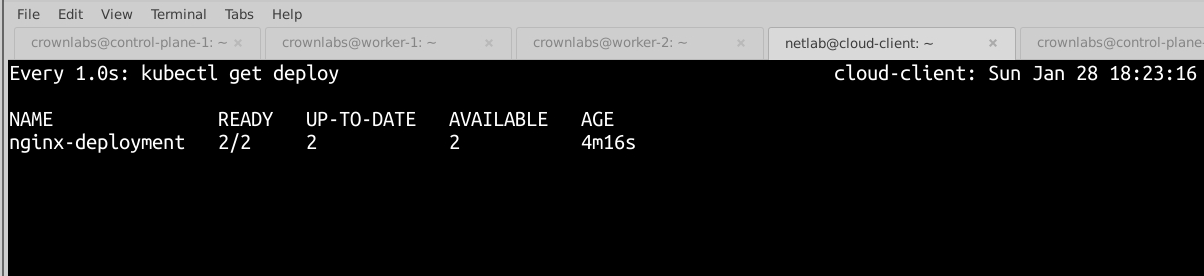 File Edit View Terminal Tabs Help
crownlabs@control-plane-1: ~ × crownlabs@worker-1: ~ × crownlabs@worker-2: ~ × netlab@cloud-client: ~ × crownlabs@control-plane-
Every 1.0s: kubectl get deploy cloud-client: Sun Jan 28 18:23:16
NAME READY UP-TO-DATE AVAILABLE AGE
nginx-deployment 2/2 2 2 4m16s